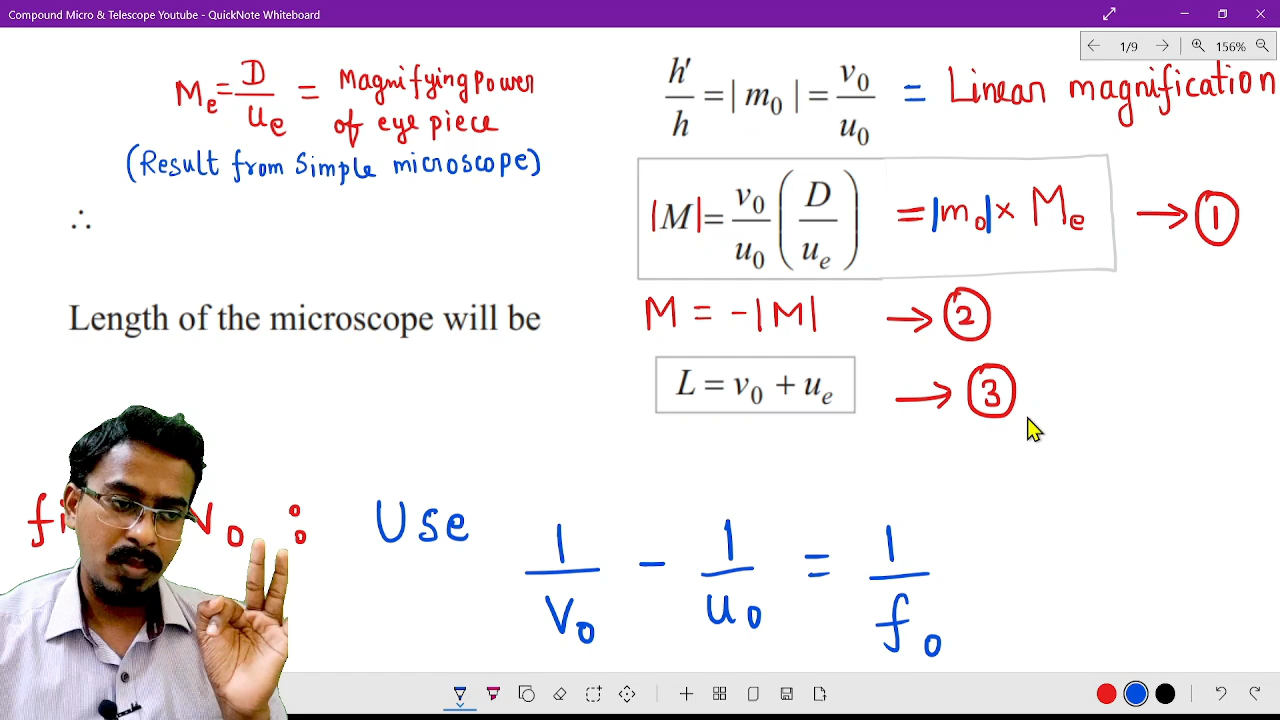 Compound Micro & Telescope Youtube - QuickNote Whiteboard
1/9
156%
Me = D/ue = Magnifying Power
of eye piece
(Result from Simple microscope)
h'/h = | m0 | = v0/u0 = Linear magnification
∴
|M| = v0/u0 (D/ue) = |m0| × Me → 1
M = -|M| → 2
Length of the microscope will be
L = v0 + ue → 3
v0 :
Use 1/v0 - 1/u0 = 1/f0